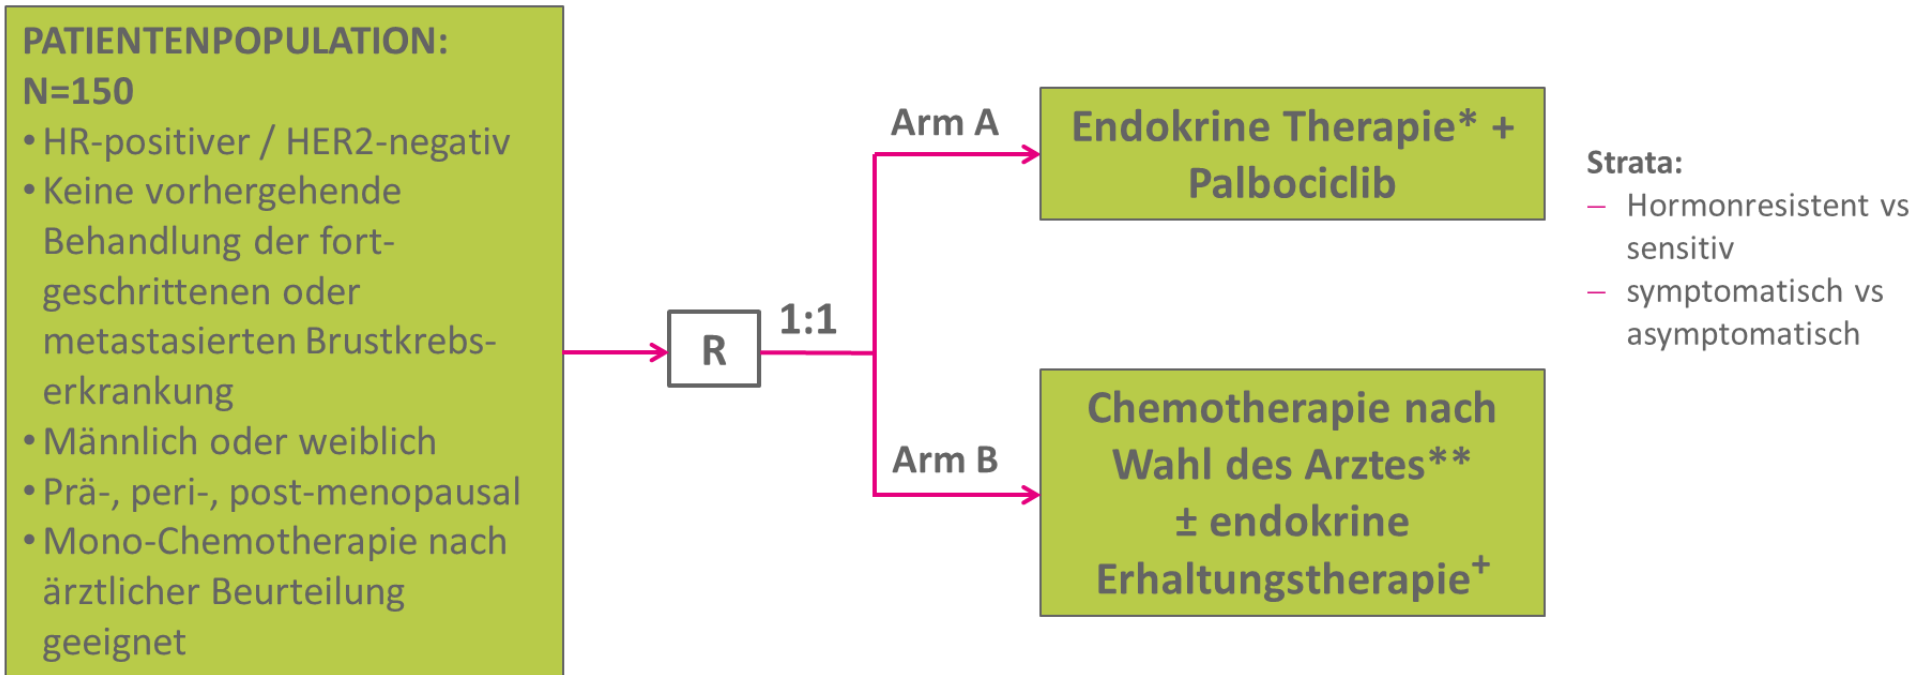 PATIENTENPOPULATION:
N=150
• HR-positiver / HER2-negativ
• Keine vorhergehende
Behandlung der fort-
geschrittenen oder
metastasierten Brustkrebs-
erkrankung
• Männlich oder weiblich
• Prä-, peri-, post-menopausal
• Mono-Chemotherapie nach
ärztlicher Beurteilung
geeignet
R
1:1
Arm A
Endokrine Therapie* +
Palbociclib
Arm B
Chemotherapie nach
Wahl des Arztes**
± endokrine
Erhaltungstherapie⁺
Strata:
– Hormonresistent vs
sensitiv
– symptomatisch vs
asymptomatisch